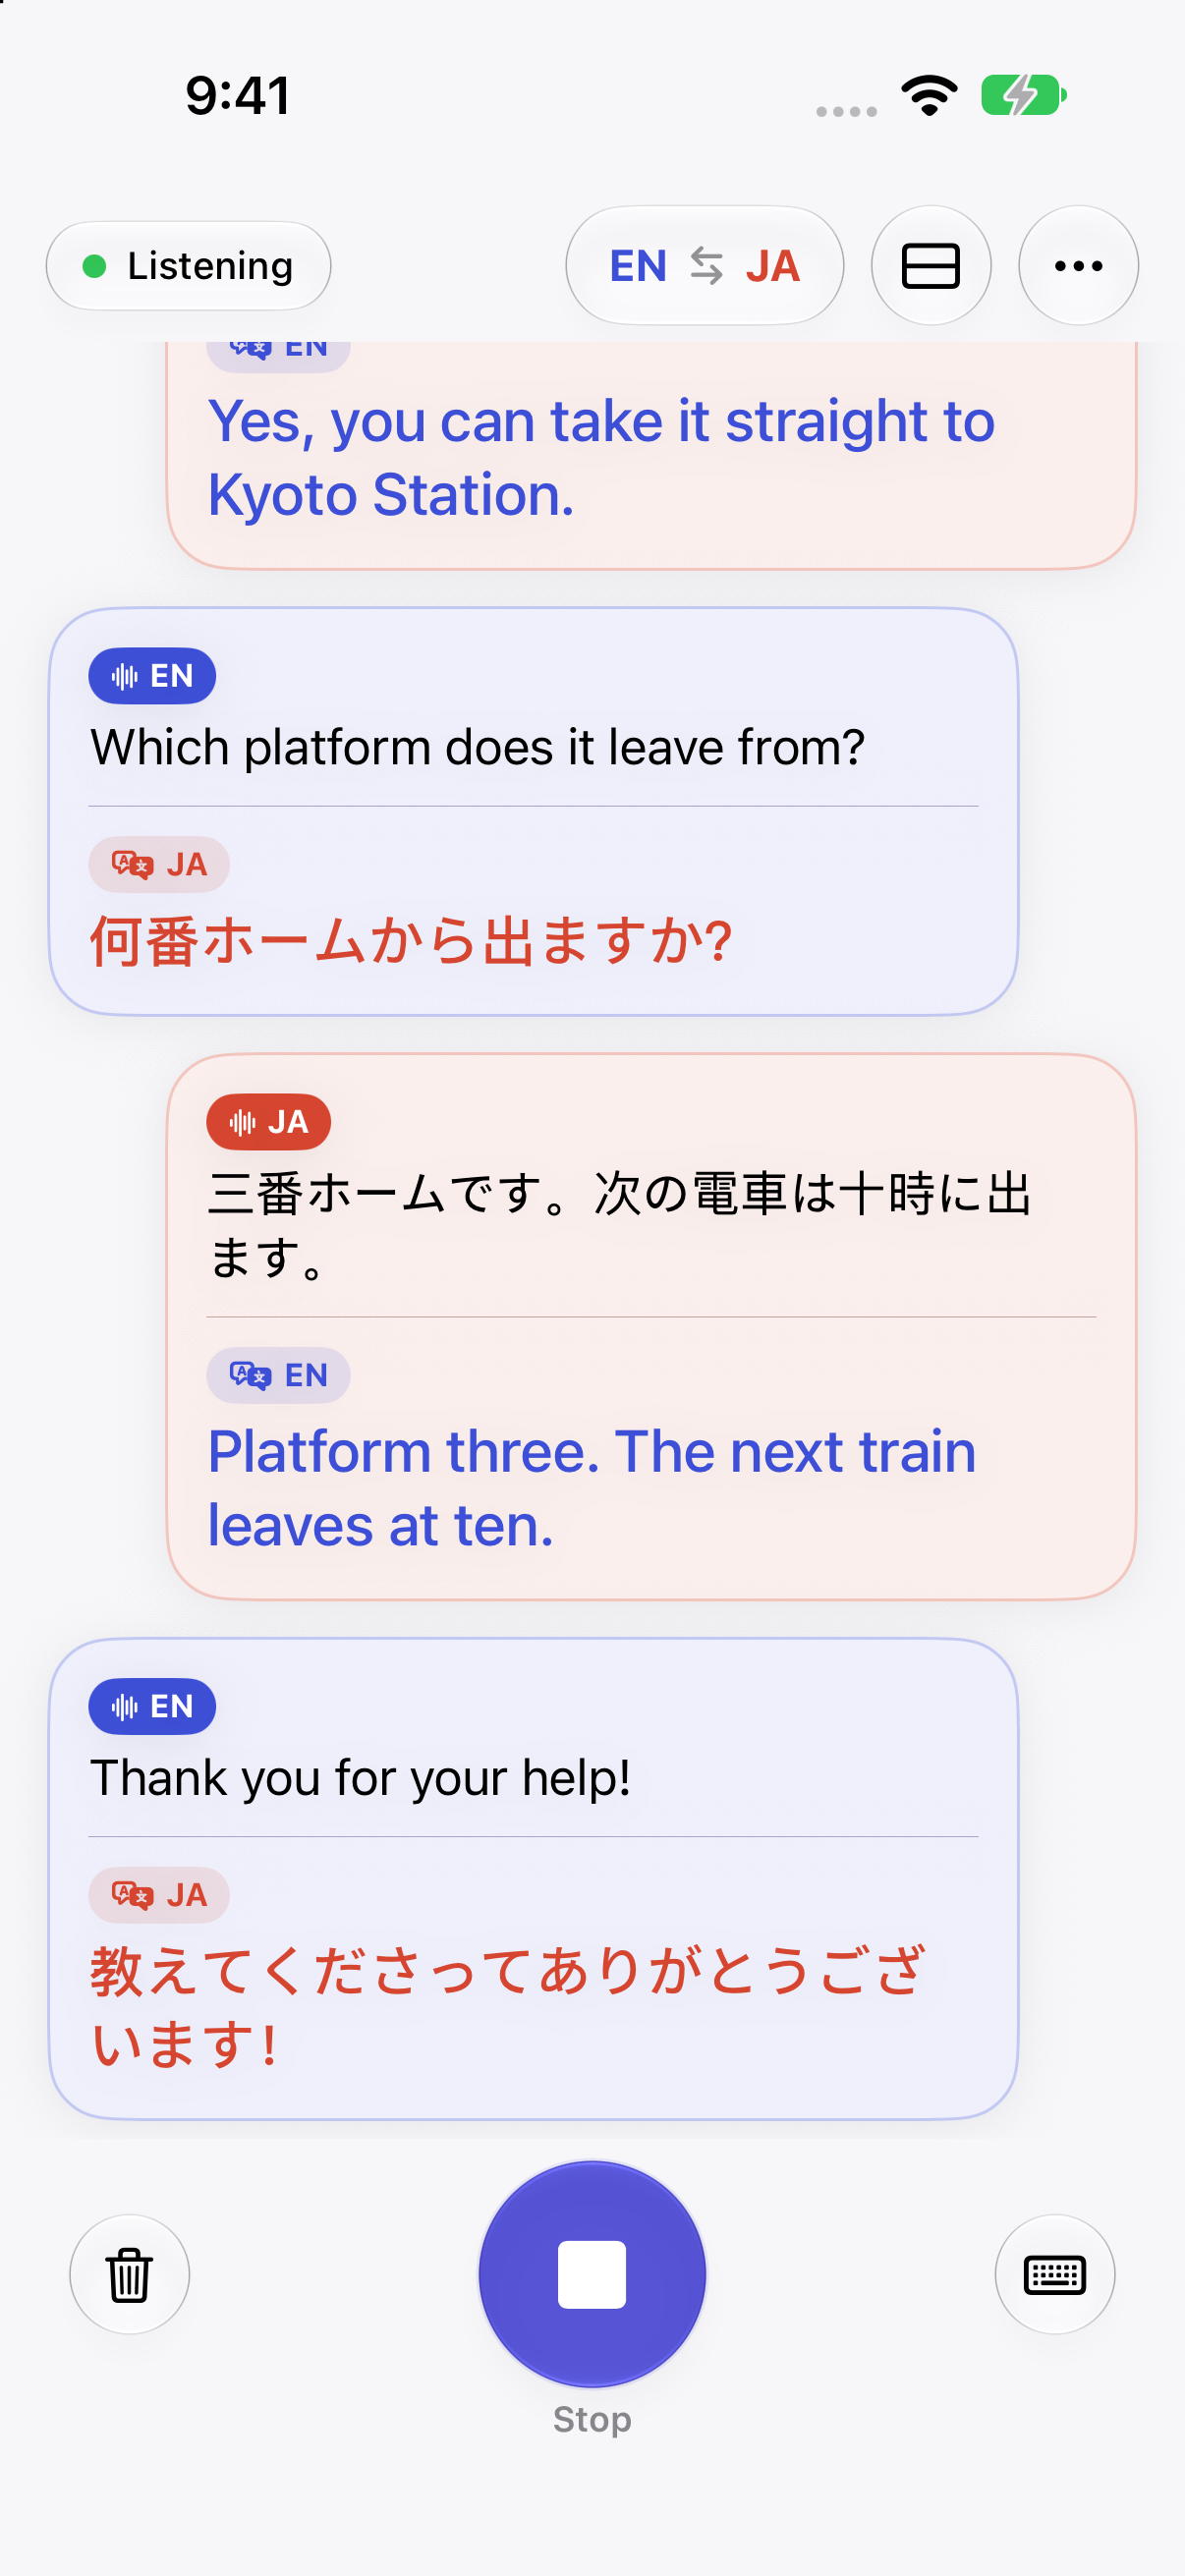 9:41
Listening
EN JA
EN
Yes, you can take it straight to
Kyoto Station.
EN
Which platform does it leave from?
JA
何番ホームから出ますか?
JA
三番ホームです。次の電車は十時に出
ます。
EN
Platform three. The next train
leaves at ten.
EN
Thank you for your help!
JA
教えてくださってありがとうござ
います!
Stop